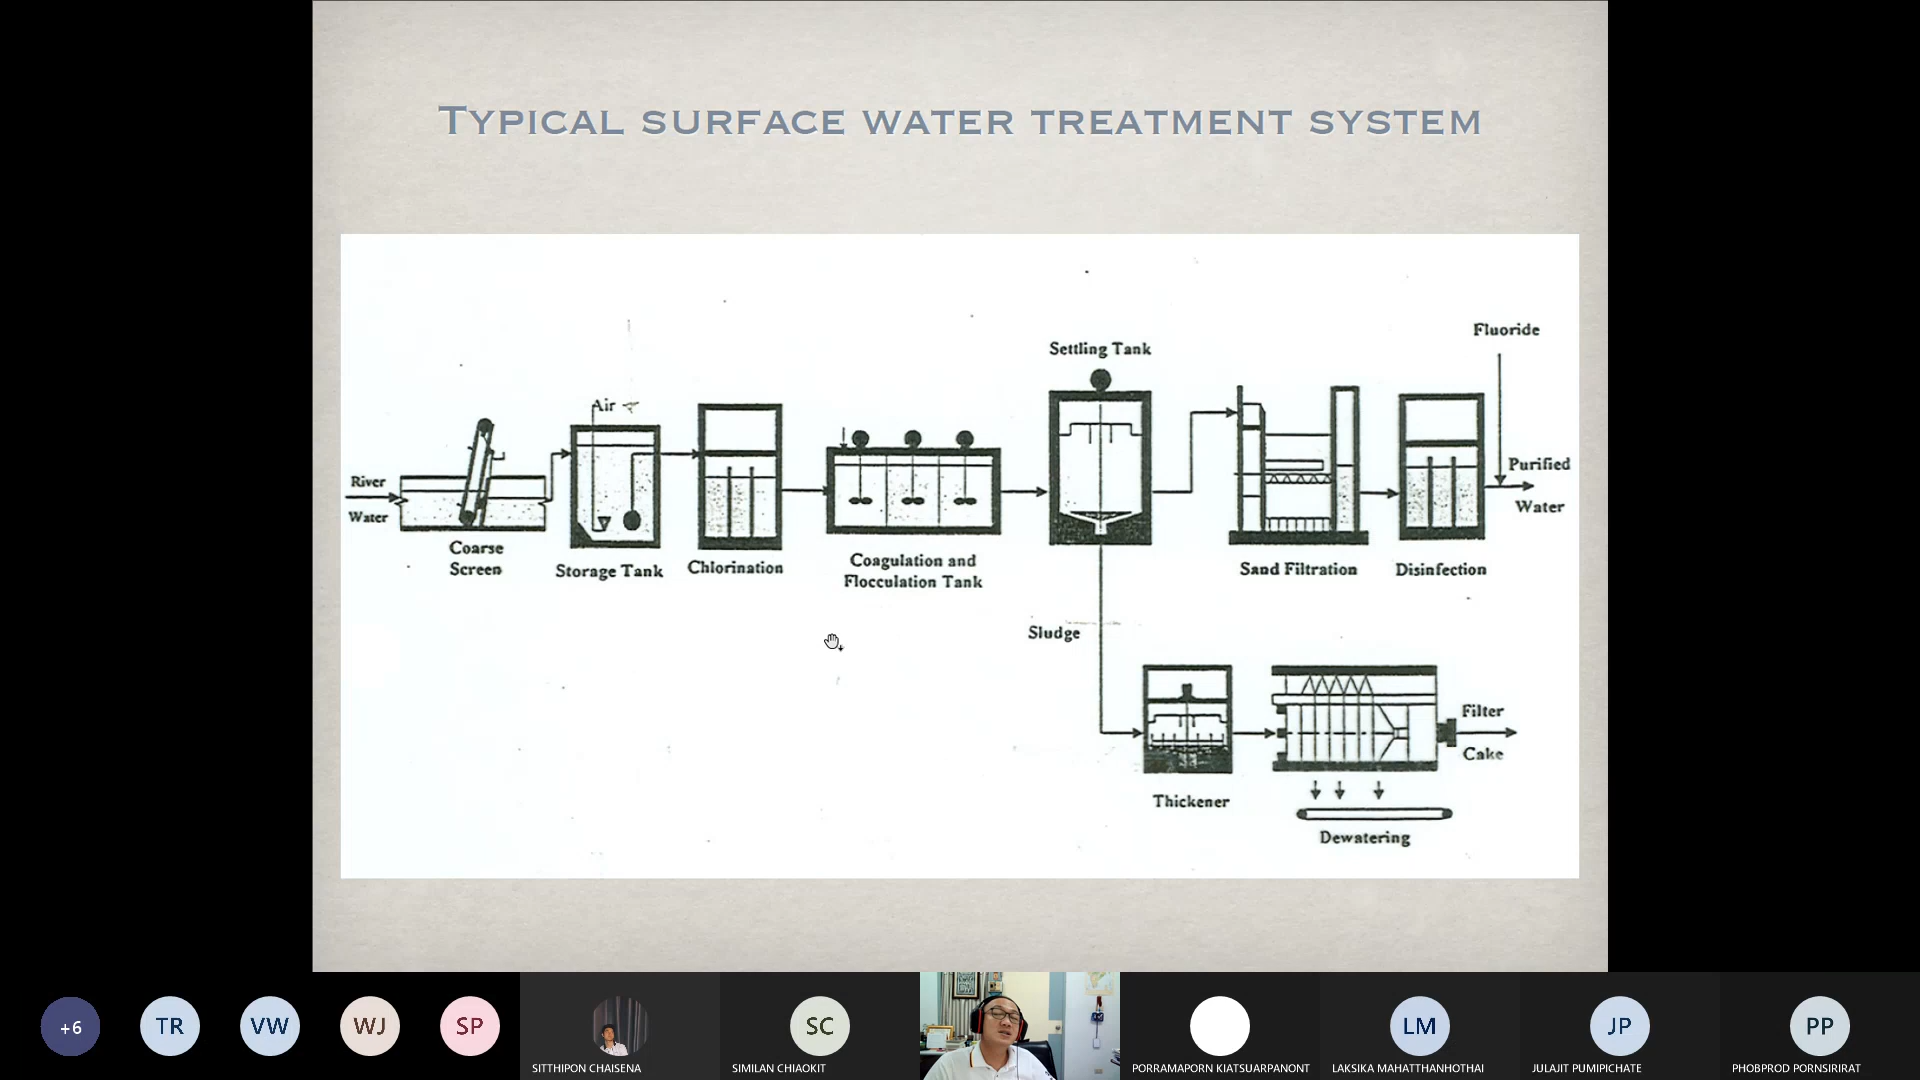 TYPICAL SURFACE WATER TREATMENT SYSTEM
Fluoride
Settling Tank
Air
River
Water
Purified
Water
Coarse
Screen
Storage Tank
Chlorination
Coagulation and
Flocculation Tank
Sand Filtration
Disinfection
Sludge
Filter
Cake
Thickener
Dewatering
+6
TR
VW
WJ
SP
SC
LM
JP
PP
SITTHIPON CHAISENA
SIMILAN CHIAOKIT
PORRAMAPORN KIATSUARPANONT
LAKSIKA MAHATTHANHOTHAI
JULAJIT PUMIPICHATE
PHOBPROD PORNSIRIRAT